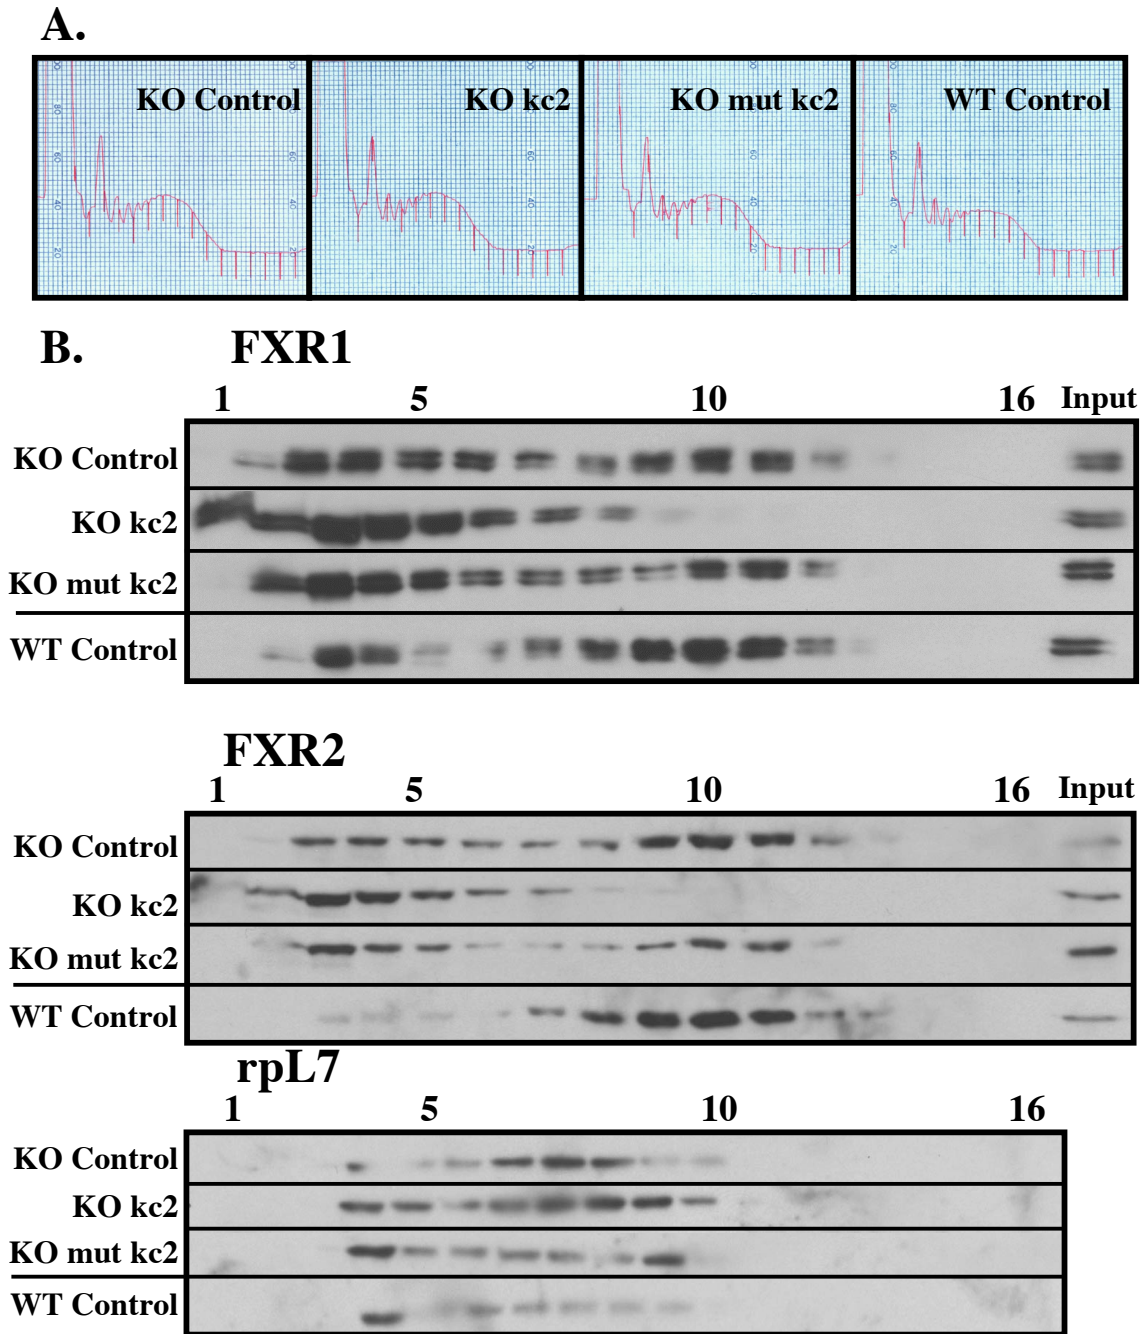 A.
KO Control
KO kc2
KO mut kc2
WT Control
B.
FXR1
1 5 10 16 Input
KO Control
KO kc2
KO mut kc2
WT Control
FXR2
1 5 10 16 Input
KO Control
KO kc2
KO mut kc2
WT Control
rpL7
1 5 10 16
KO Control
KO kc2
KO mut kc2
WT Control